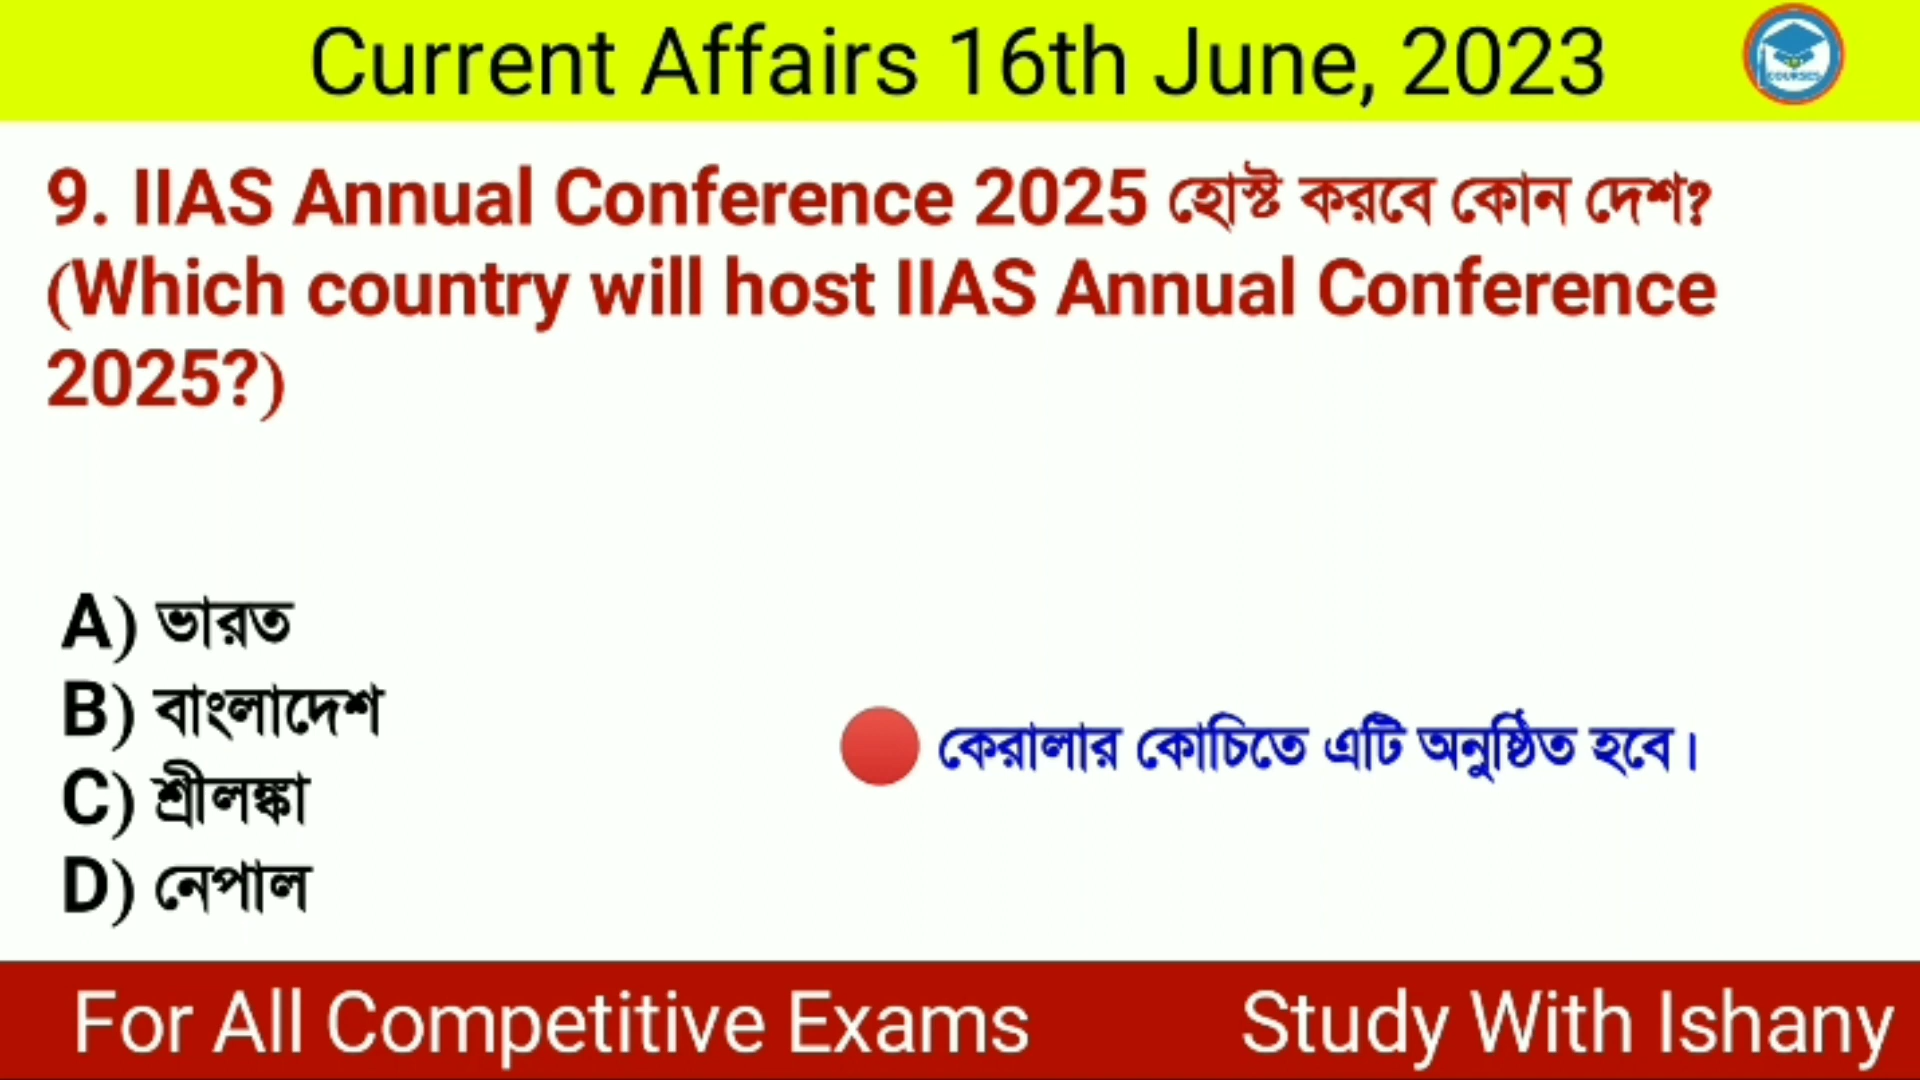 Current Affairs 16th June, 2023
COURSES
9. IIAS Annual Conference 2025 হোস্ট করবে কোন দেশ?
(Which country will host IIAS Annual Conference
2025?)
A) ভারত
B) বাংলাদেশ
C) শ্রীলঙ্কা
D) নেপাল
কেরালার কোচিতে এটি অনুষ্ঠিত হবে।
For All Competitive Exams
Study With Ishany